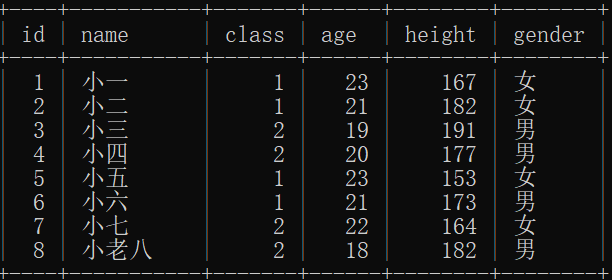 id name class age height gender
1 小一 1 23 167 女
2 小二 1 21 182 女
3 小三 2 19 191 男
4 小四 2 20 177 男
5 小五 1 23 153 女
6 小六 1 21 173 男
7 小七 2 22 164 女
8 小老八 2 18 182 男